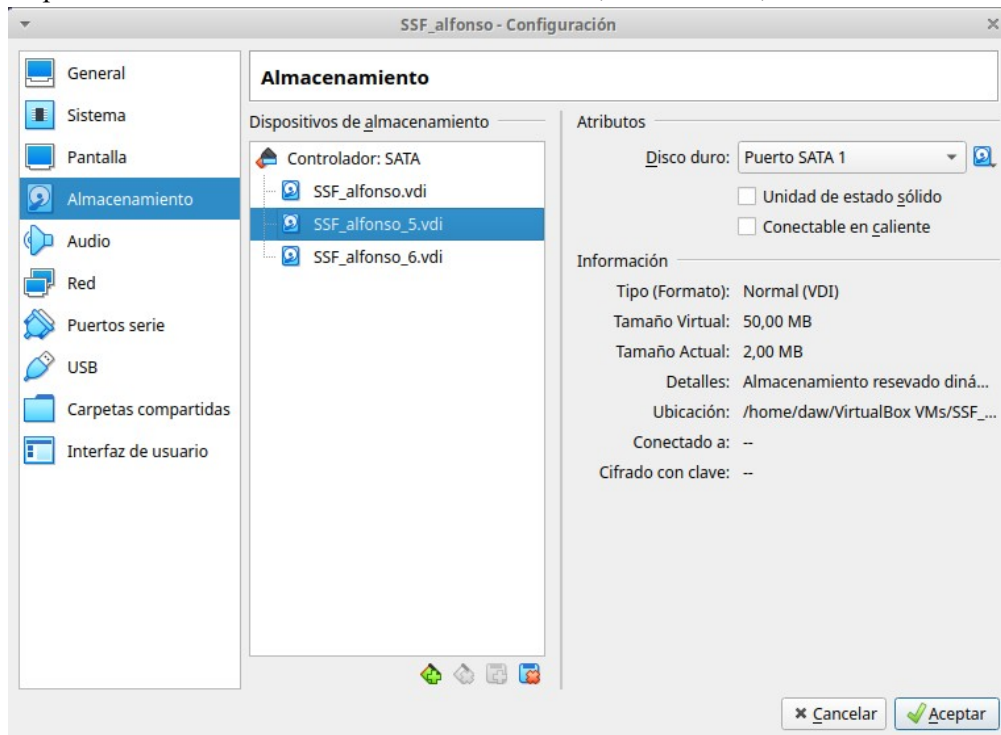 SSF_alfonso - Configuración
General
Sistema
Pantalla
Almacenamiento
Audio
Red
Puertos serie
USB
Carpetas compartidas
Interfaz de usuario
Almacenamiento
Dispositivos de almacenamiento
Controlador: SATA
SSF_alfonso.vdi
SSF_alfonso_5.vdi
SSF_alfonso_6.vdi
Atributos
Disco duro: Puerto SATA 1
Unidad de estado sólido
Conectable en caliente
Información
Tipo (Formato): Normal (VDI)
Tamaño Virtual: 50,00 MB
Tamaño Actual: 2,00 MB
Detalles: Almacenamiento resevado diná...
Ubicación: /home/daw/VirtualBox VMs/SSF_...
Conectado a: --
Cifrado con clave: --
Cancelar
Aceptar